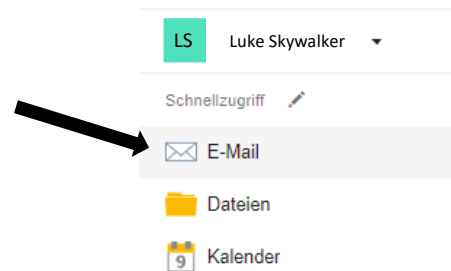 LS Luke Skywalker
Schnellzugriff
E-Mail
Dateien
9 Kalender